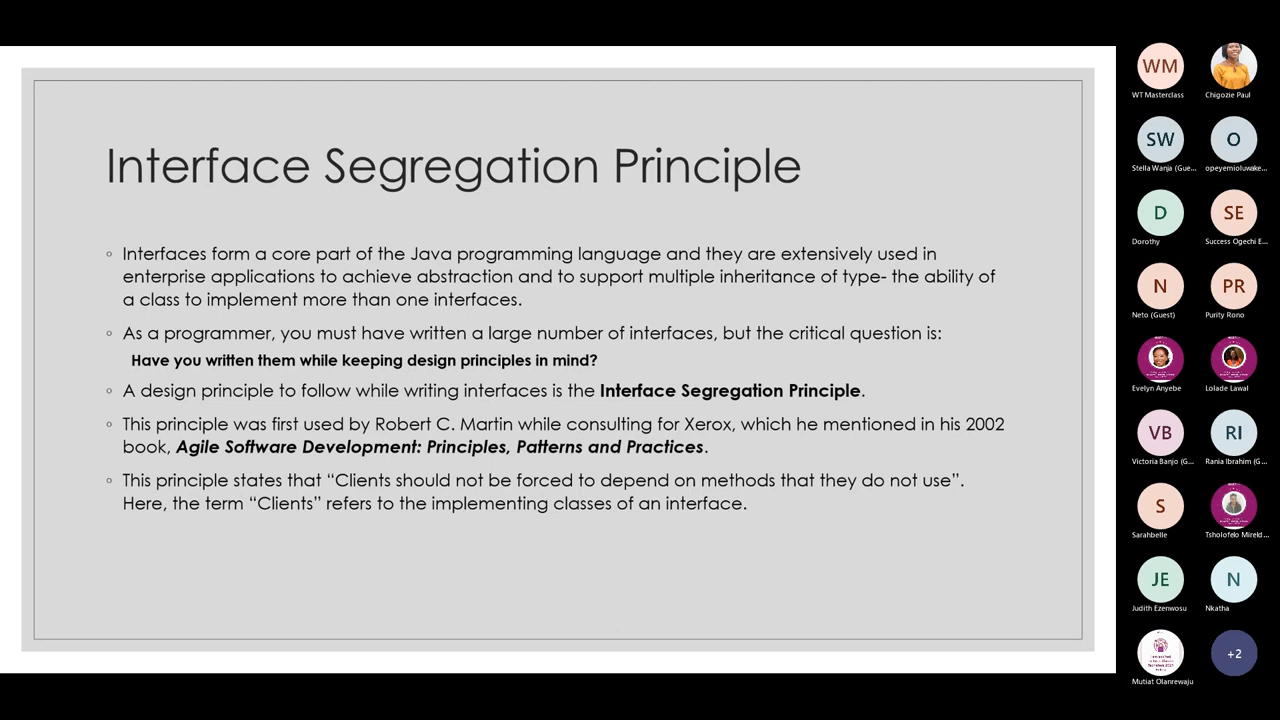 Interface Segregation Principle
◦ Interfaces form a core part of the Java programming language and they are extensively used in
enterprise applications to achieve abstraction and to support multiple inheritance of type- the ability of
a class to implement more than one interfaces.
◦ As a programmer, you must have written a large number of interfaces, but the critical question is:
Have you written them while keeping design principles in mind?
◦ A design principle to follow while writing interfaces is the Interface Segregation Principle.
◦ This principle was first used by Robert C. Martin while consulting for Xerox, which he mentioned in his 2002
book, Agile Software Development: Principles, Patterns and Practices.
◦ This principle states that “Clients should not be forced to depend on methods that they do not use”.
Here, the term “Clients” refers to the implementing classes of an interface.
WM
WT Masterclass
Chigozie Paul
SW
O
Stella Wanja (Gue...
opeyemioluwake...
D
SE
Dorothy
Success Ogechi E...
N
PR
Neto (Guest)
Purity Rono
Evelyn Anyebe
Lolade Lawal
VB
RI
Victoria Banjo (G...
Rania Ibrahim (G...
S
Sarahbelle
Tsholofelo Mireld...
JE
N
Judith Ezenwosu
Nkatha
+2
Mutiat Olanrewaju